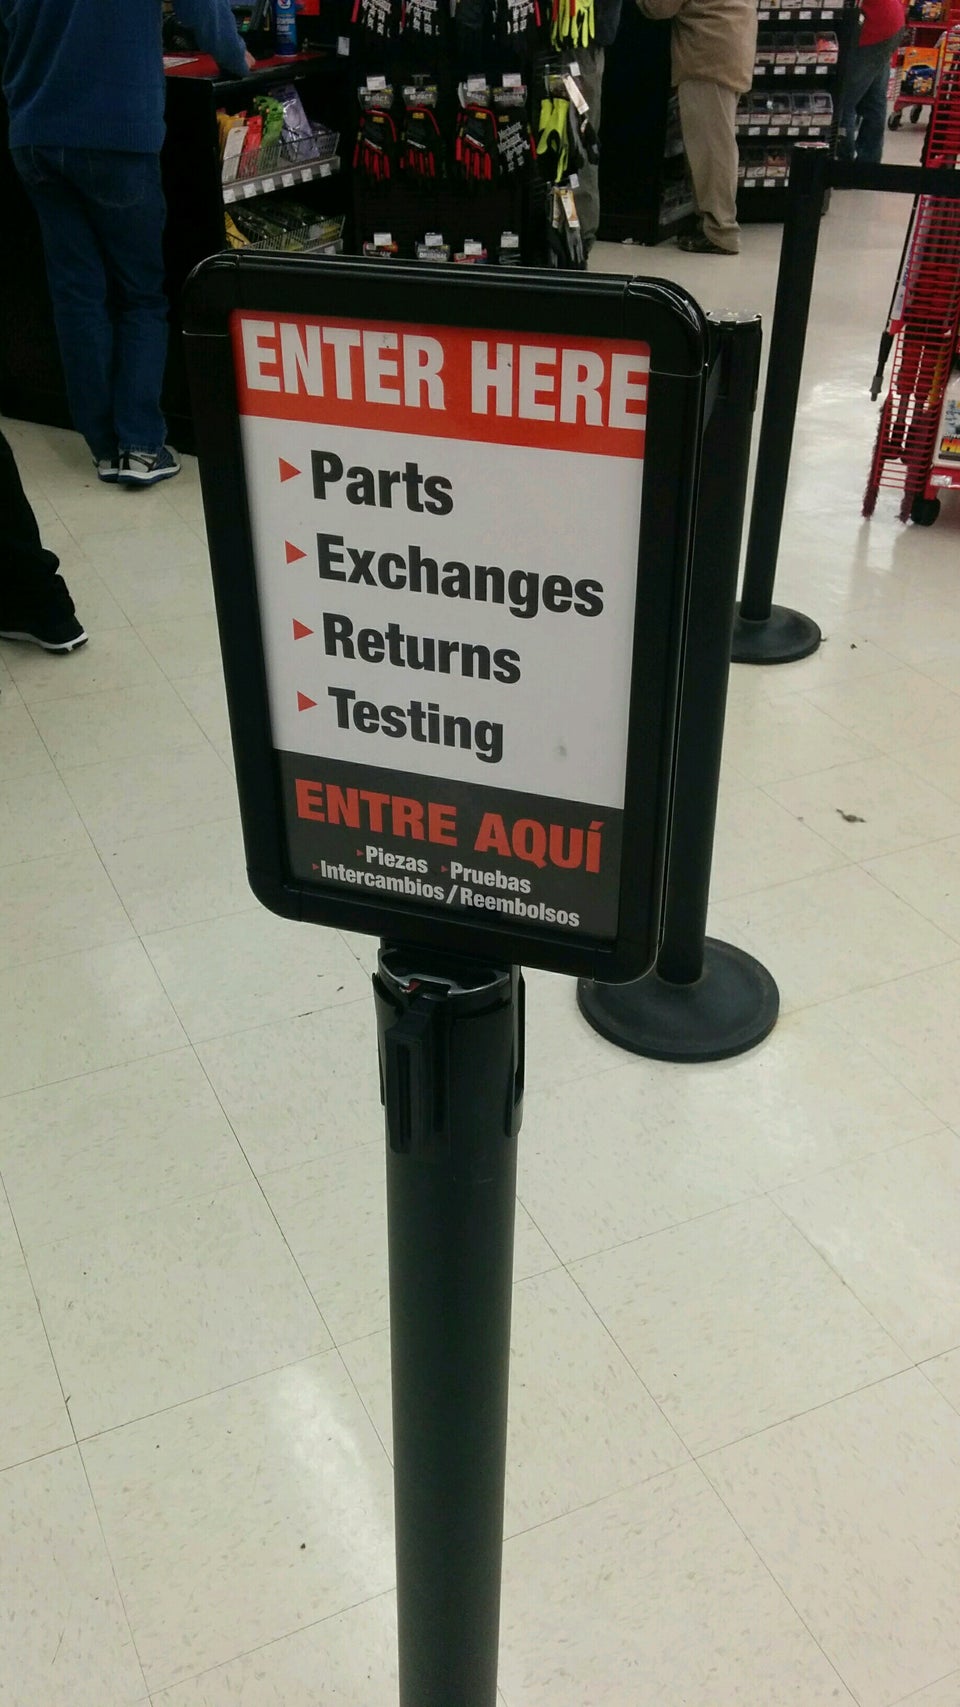 ENTER HERE
Parts
Exchanges
Returns
Testing
ENTRE AQUÍ
Piezas Pruebas
Intercambios/Reembolsos